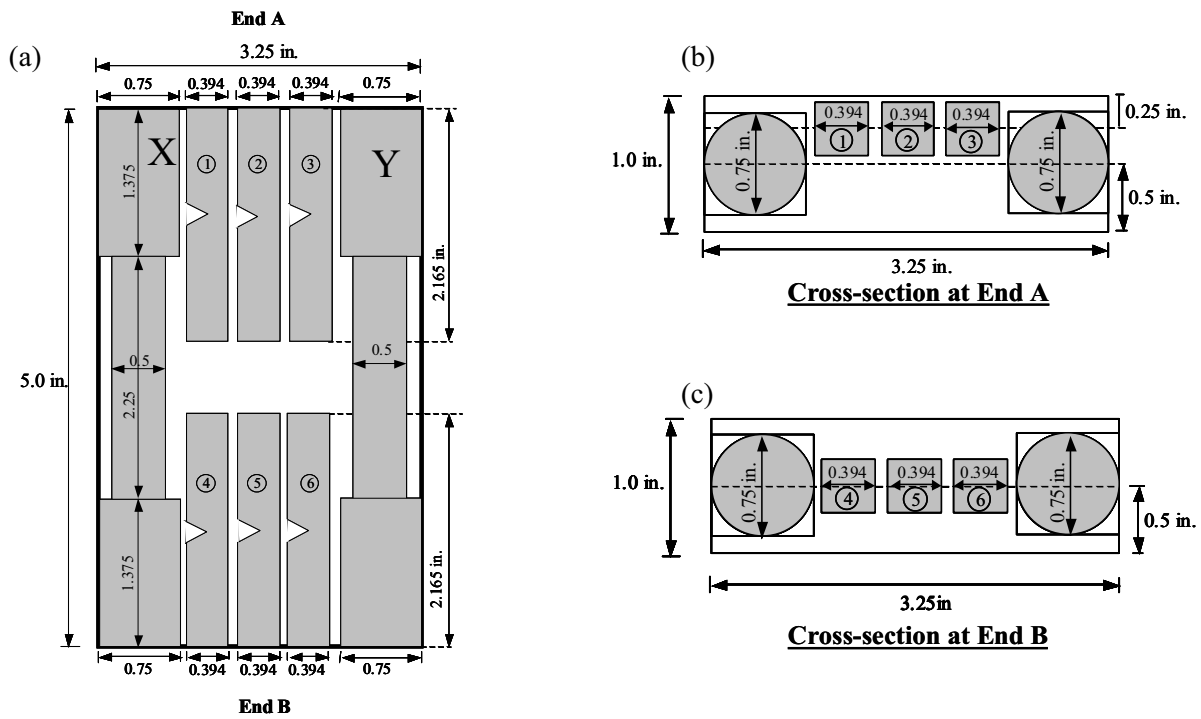 (a)
End A
3.25 in.
0.75 0.394 0.394 0.394 0.75
X Y
① ② ③
1.375
2.165 in.
5.0 in.
0.5 0.5
2.25
④ ⑤ ⑥
1.375
2.165 in.
0.75 0.394 0.394 0.394 0.75
End B
(b)
0.394 0.394 0.394
① ② ③
0.25 in.
1.0 in.
0.75 in. 0.75 in.
0.5 in.
3.25 in.
Cross-section at End A
(c)
0.394 0.394 0.394
④ ⑤ ⑥
1.0 in.
0.75 in. 0.75 in.
0.5 in.
3.25in
Cross-section at End B